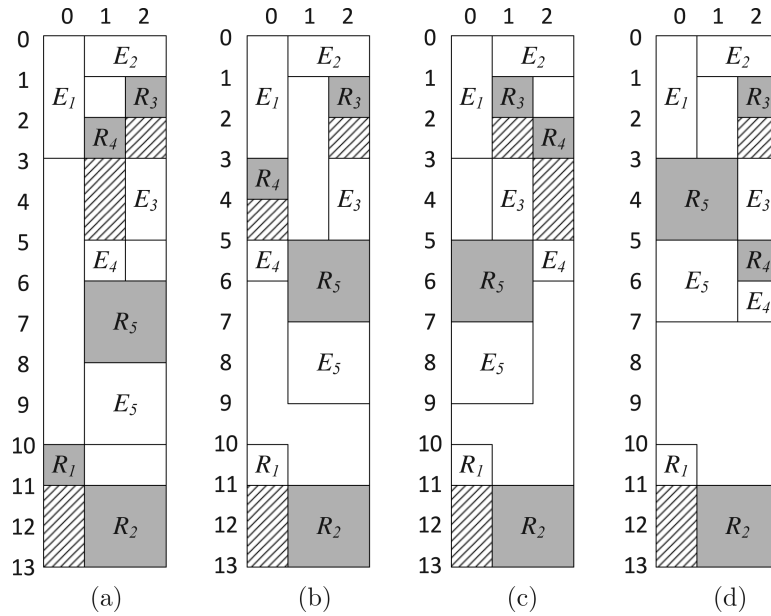 0 1 2 0 1 2 0 1 2 0 1 2
0 E2 0 E2 0 E2 0 E2
1 E1 R3 1 E1 R3 1 E1 R3 1 E1 R3
2 R4 2 2 R4 2
3 E3 3 R4 E3 3 E3 3 R5 E3
4 4 4 4
5 E4 5 E4 R5 5 R5 E4 5 E5 R4
6 R5 6 6 6 E4
7 7 E5 7 E5 7
8 E5 8 8 8
9 9 9 9
10 R1 10 R1 10 R1 10 R1
11 R2 11 R2 11 R2 11 R2
12 12 12 12
13 13 13 13
(a) (b) (c) (d)